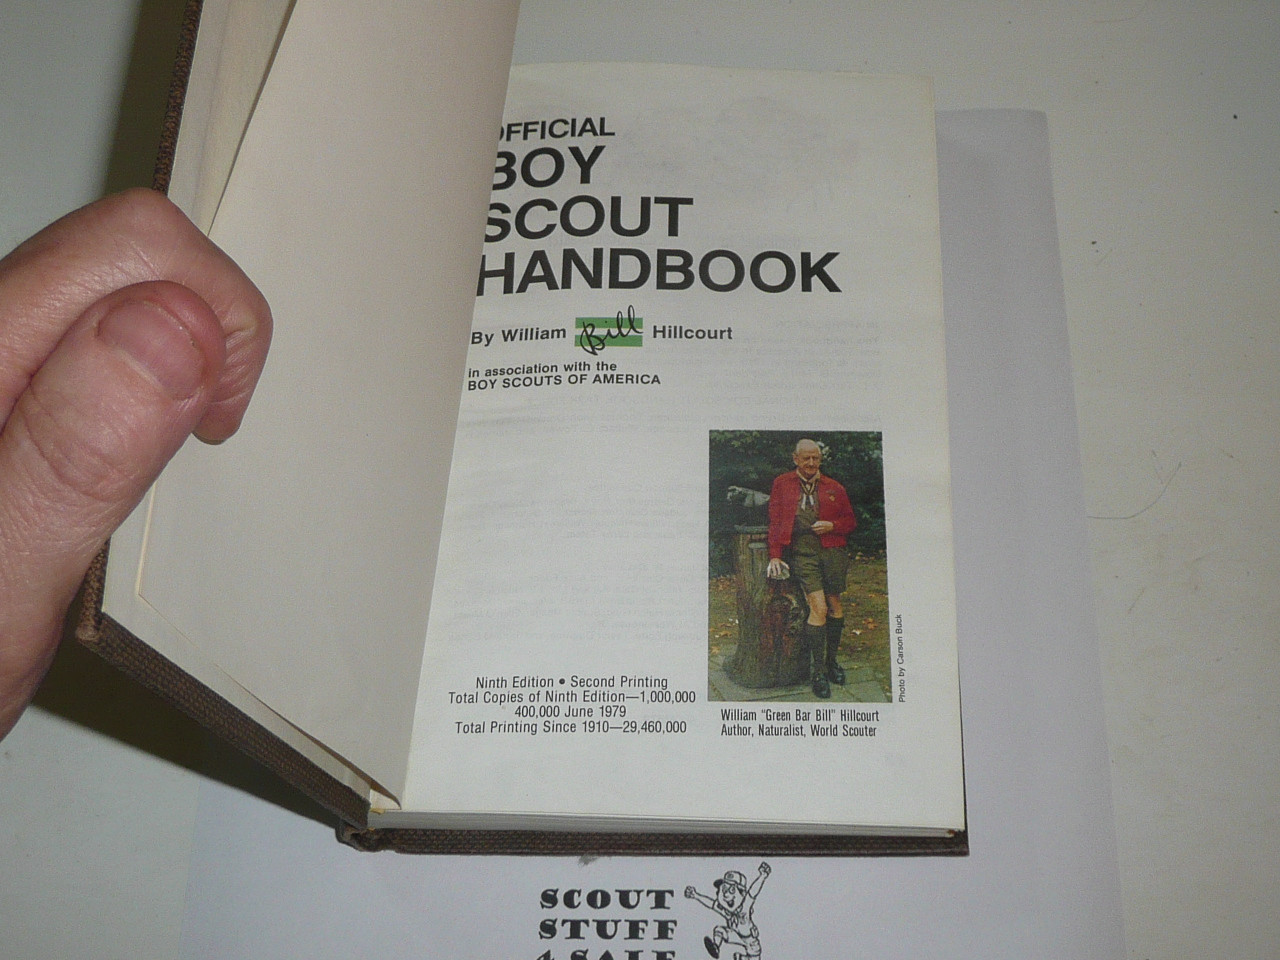 OFFICIAL
BOY
SCOUT
HANDBOOK
By William Bill Hillcourt
in association with the
BOY SCOUTS OF AMERICA
Photo by Carson Buck
Ninth Edition • Second Printing
Total Copies of Ninth Edition—1,000,000
400,000 June 1979
Total Printing Since 1910—29,460,000
William "Green Bar Bill" Hillcourt
Author, Naturalist, World Scouter
SCOUT
STUFF
4 SALE